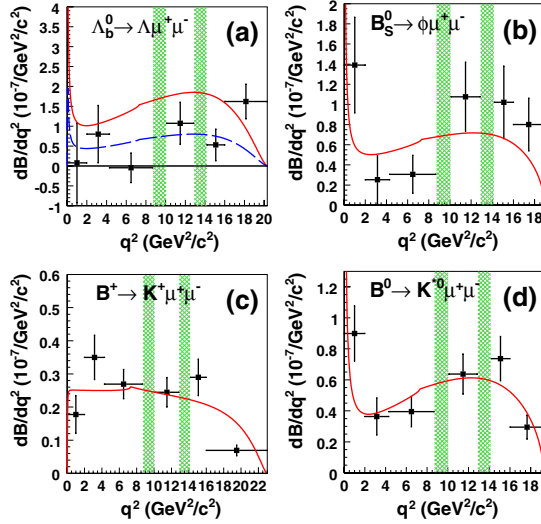 Λ_b^0→Λμ⁺μ⁻ (a)
dB/dq² (10⁻⁷/GeV²/c²)
4
3.5
3
2.5
2
1.5
1
0.5
0
-0.5
-1
0 2 4 6 8 10 12 14 16 18 20
q² (GeV²/c²)
B_S^0→φμ⁺μ⁻ (b)
dB/dq² (10⁻⁷/GeV²/c²)
2
1.8
1.6
1.4
1.2
1
0.8
0.6
0.4
0.2
0
0 2 4 6 8 10 12 14 16 18
q² (GeV²/c²)
B⁺→K⁺μ⁺μ⁻ (c)
dB/dq² (10⁻⁷/GeV²/c²)
0.6
0.5
0.4
0.3
0.2
0.1
0
0 2 4 6 8 10 12 14 16 18 20 22
q² (GeV²/c²)
B⁰→K*⁰μ⁺μ⁻ (d)
dB/dq² (10⁻⁷/GeV²/c²)
1.2
1
0.8
0.6
0.4
0.2
0
0 2 4 6 8 10 12 14 16 18
q² (GeV²/c²)